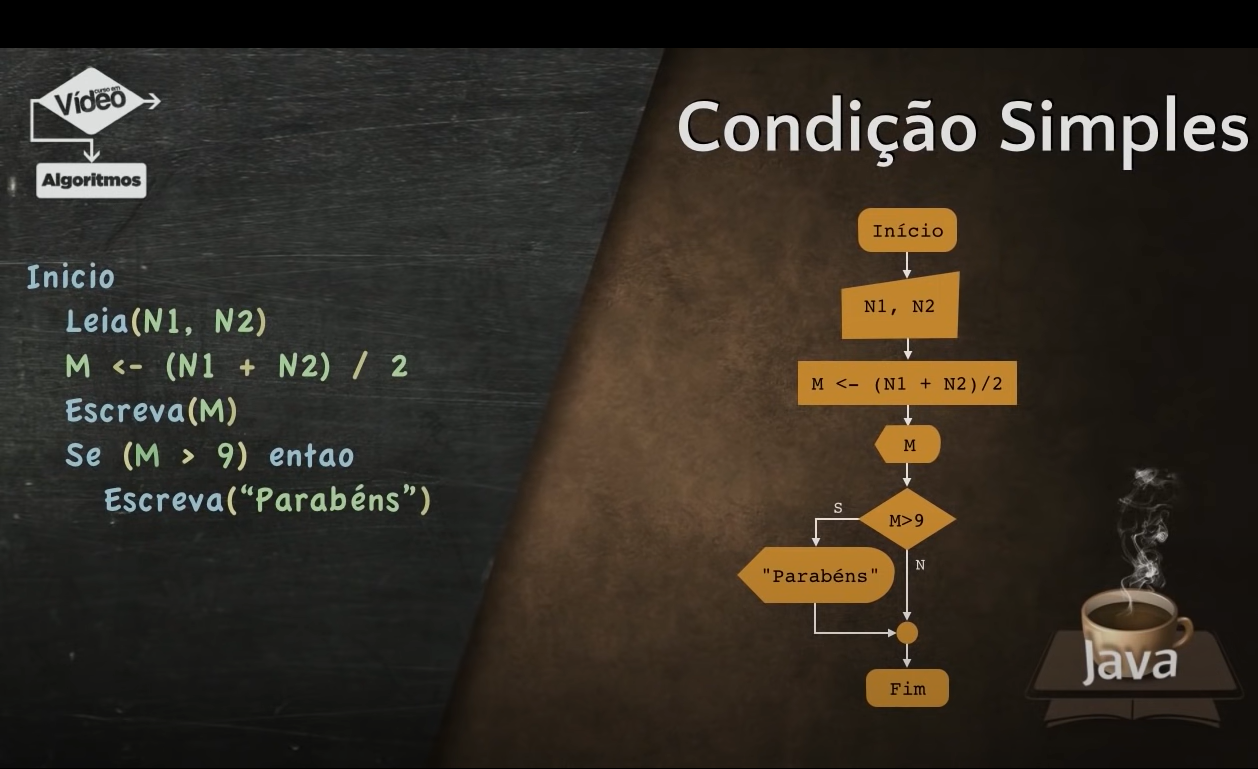 curso em
Vídeo
Algoritmos
Condição Simples
Inicio
Leia(N1, N2)
M <- (N1 + N2) / 2
Escreva(M)
Se (M > 9) entao
Escreva(“Parabéns”)
Início
N1, N2
M <- (N1 + N2)/2
M
M>9
S
N
"Parabéns"
Fim
Java